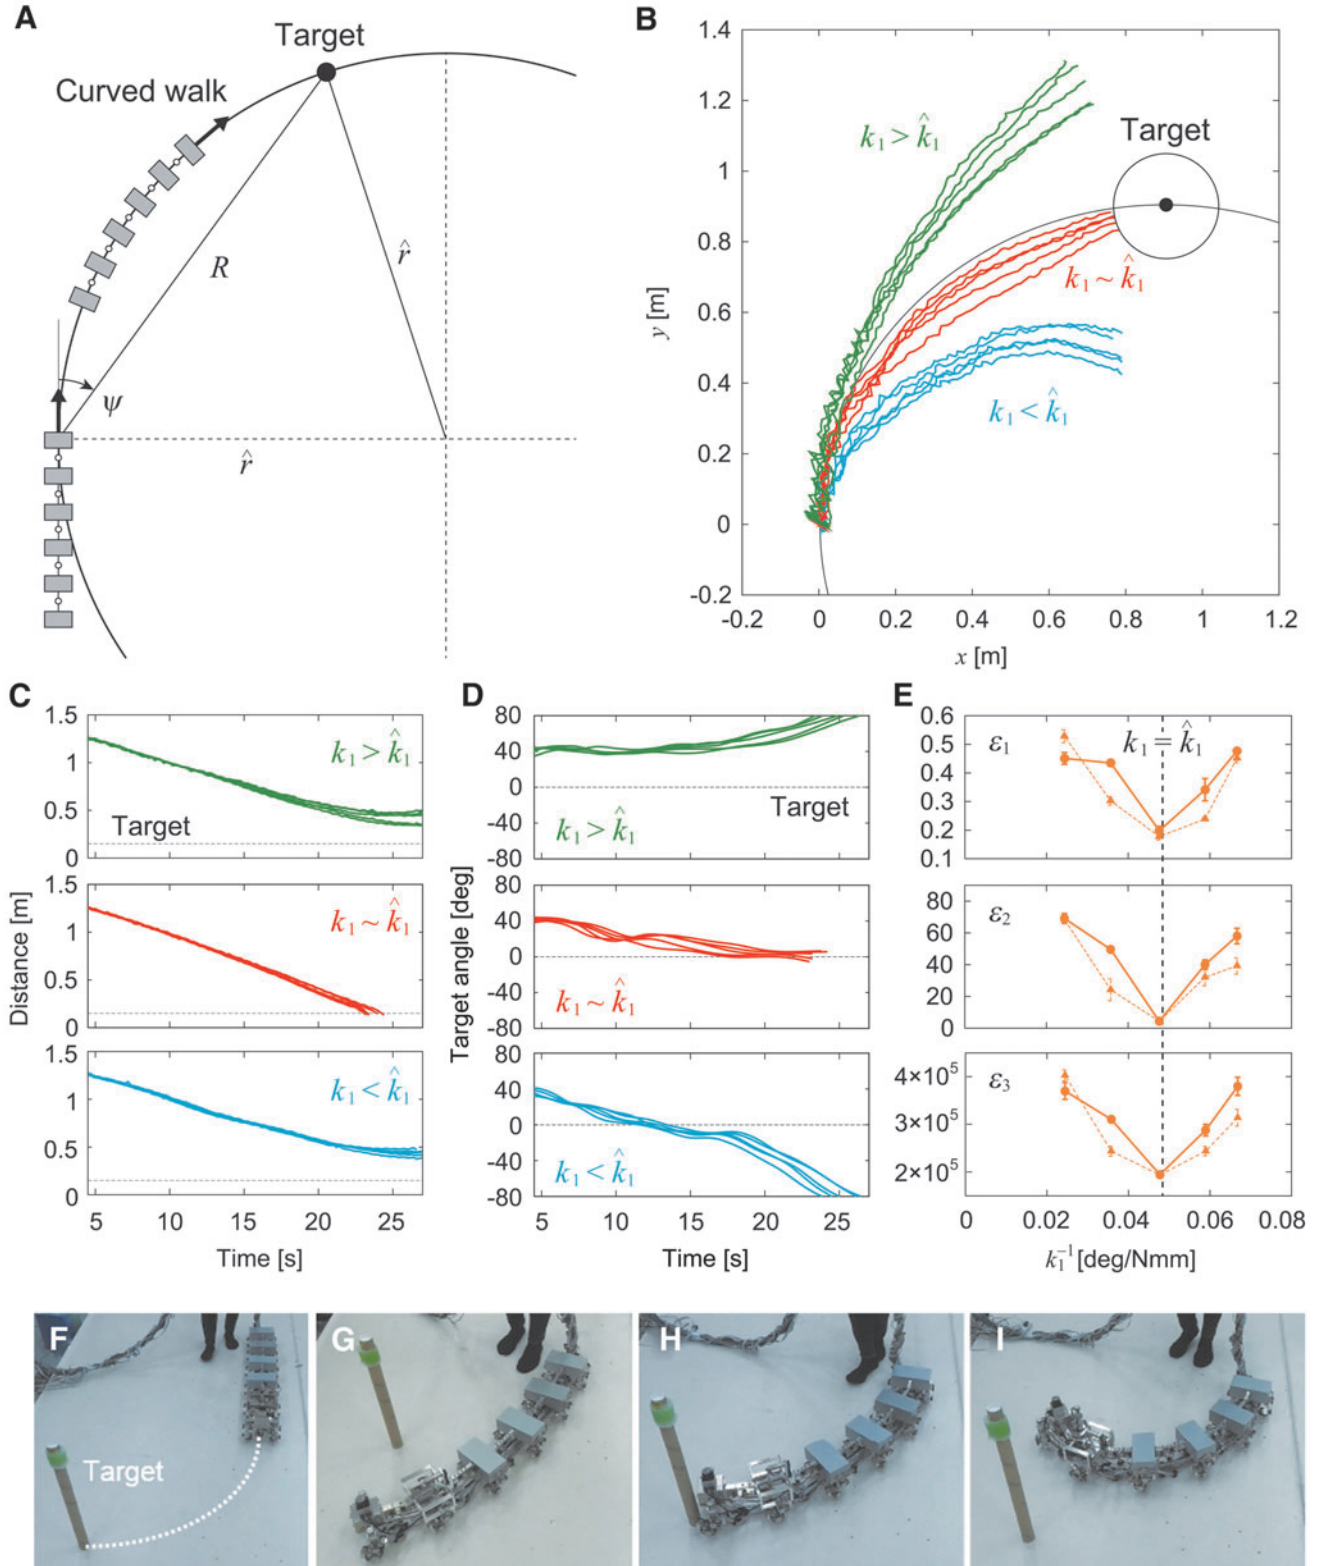 A
Target
Curved walk
R
r̂
ψ
r̂
B
1.4
1.2
1
0.8
0.6
0.4
0.2
0
-0.2
y [m]
k₁ > k̂₁
Target
k₁ ~ k̂₁
k₁ < k̂₁
-0.2 0 0.2 0.4 0.6 0.8 1 1.2
x [m]
C
Distance [m]
1.5
1
0.5
0
k₁ > k̂₁
Target
1.5
1
0.5
0
k₁ ~ k̂₁
1.5
1
0.5
0
k₁ < k̂₁
5 10 15 20 25
Time [s]
D
Target angle [deg]
80
40
0
-40
-80
Target
k₁ > k̂₁
80
40
0
-40
-80
k₁ ~ k̂₁
80
40
0
-40
-80
k₁ < k̂₁
5 10 15 20 25
Time [s]
E
0.6
0.5
0.4
0.3
0.2
0.1
ε₁
k₁ = k̂₁
80
60
40
20
0
ε₂
4×10⁵
3×10⁵
2×10⁵
ε₃
0 0.02 0.04 0.06 0.08
k₁⁻¹ [deg/Nmm]
F
Target
G
H
I